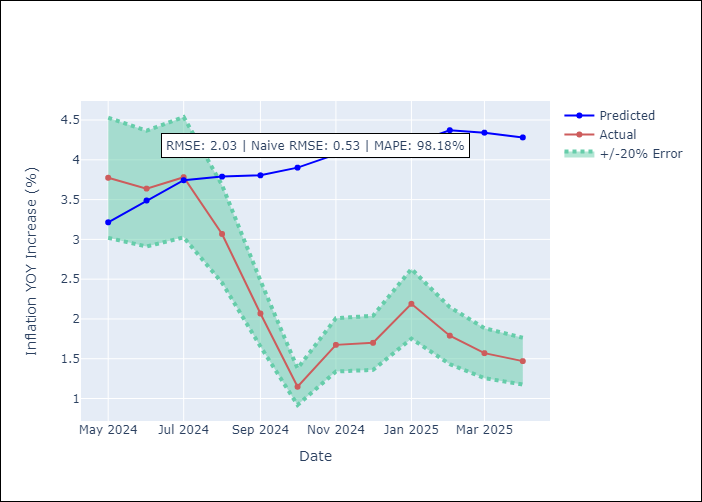 RMSE: 2.03 | Naive RMSE: 0.53 | MAPE: 98.18%
Predicted
Actual
+/-20% Error
4.5
4
3.5
3
2.5
2
1.5
1
Inflation YOY Increase (%)
May 2024
Jul 2024
Sep 2024
Nov 2024
Jan 2025
Mar 2025
Date